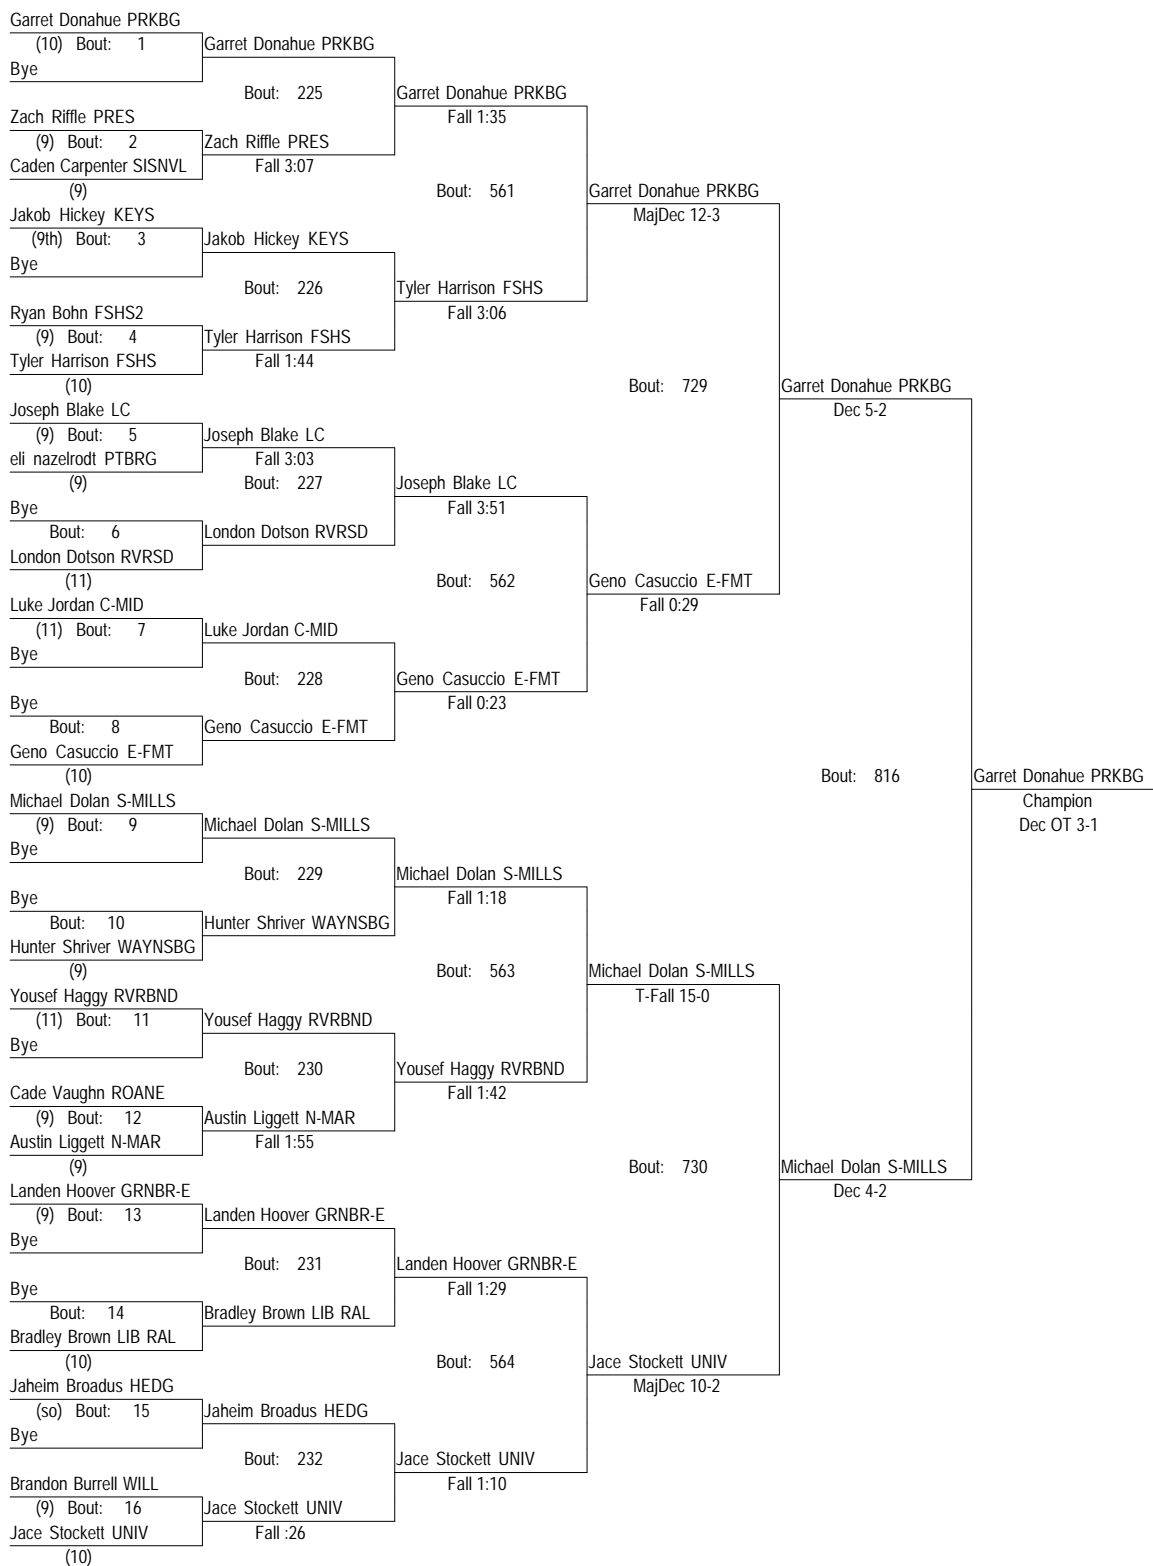 Garret Donahue PRKBG
(10) Bout: 1
Garret Donahue PRKBG
Bye
Bout: 225
Garret Donahue PRKBG
Fall 1:35
Zach Riffle PRES
(9) Bout: 2
Zach Riffle PRES
Caden Carpenter SISNVL
Fall 3:07
(9)
Bout: 561
Garret Donahue PRKBG
MajDec 12-3
Jakob Hickey KEYS
(9th) Bout: 3
Jakob Hickey KEYS
Bye
Bout: 226
Tyler Harrison FSHS
Fall 3:06
Ryan Bohn FSHS2
(9) Bout: 4
Tyler Harrison FSHS
Tyler Harrison FSHS
Fall 1:44
(10)
Bout: 729
Garret Donahue PRKBG
Dec 5-2
Joseph Blake LC
(9) Bout: 5
Joseph Blake LC
eli nazelrodt PTBRG
Fall 3:03
(9)
Bout: 227
Joseph Blake LC
Fall 3:51
Bye
Bout: 6
London Dotson RVRSD
London Dotson RVRSD
(11)
Bout: 562
Geno Casuccio E-FMT
Fall 0:29
Luke Jordan C-MID
(11) Bout: 7
Luke Jordan C-MID
Bye
Bout: 228
Geno Casuccio E-FMT
Fall 0:23
Bye
Bout: 8
Geno Casuccio E-FMT
Geno Casuccio E-FMT
(10)
Bout: 816
Garret Donahue PRKBG
Champion
Dec OT 3-1
Michael Dolan S-MILLS
(9) Bout: 9
Michael Dolan S-MILLS
Bye
Bout: 229
Michael Dolan S-MILLS
Fall 1:18
Bye
Bout: 10
Hunter Shriver WAYNSBG
Hunter Shriver WAYNSBG
(9)
Bout: 563
Michael Dolan S-MILLS
T-Fall 15-0
Yousef Haggy RVRBND
(11) Bout: 11
Yousef Haggy RVRBND
Bye
Bout: 230
Yousef Haggy RVRBND
Fall 1:42
Cade Vaughn ROANE
(9) Bout: 12
Austin Liggett N-MAR
Austin Liggett N-MAR
Fall 1:55
(9)
Bout: 730
Michael Dolan S-MILLS
Dec 4-2
Landen Hoover GRNBR-E
(9) Bout: 13
Landen Hoover GRNBR-E
Bye
Bout: 231
Landen Hoover GRNBR-E
Fall 1:29
Bye
Bout: 14
Bradley Brown LIB RAL
Bradley Brown LIB RAL
(10)
Bout: 564
Jace Stockett UNIV
MajDec 10-2
Jaheim Broadus HEDG
(so) Bout: 15
Jaheim Broadus HEDG
Bye
Bout: 232
Jace Stockett UNIV
Fall 1:10
Brandon Burrell WILL
(9) Bout: 16
Jace Stockett UNIV
Jace Stockett UNIV
Fall :26
(10)